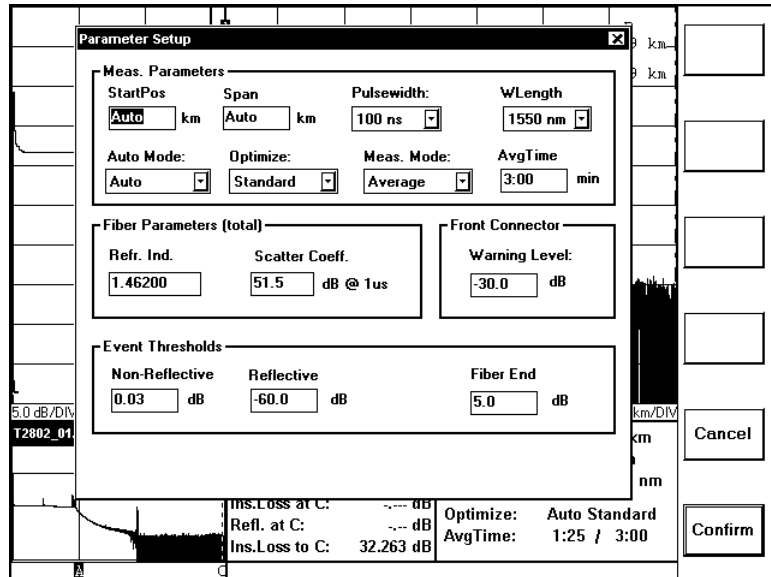 Parameter Setup
9 km
9 km
Meas. Parameters
StartPos Span Pulsewidth: WLength
Auto km Auto km 100 ns 1550 nm
Auto Mode: Optimize: Meas. Mode: AvgTime
Auto Standard Average 3:00 min
Fiber Parameters (total) Front Connector
Refr. Ind. Scatter Coeff. Warning Level:
1.46200 51.5 dB @ 1us -30.0 dB
Event Thresholds
Non-Reflective Reflective Fiber End
0.03 dB -60.0 dB 5.0 dB
5.0 dB/DIV km/DIV
T2802_01. km
Cancel
nm
Ins.Loss at C: -.--- dB
Optimize: Auto Standard
Refl. at C: -.-- dB
AvgTime: 1:25 / 3:00
Ins.Loss to C: 32.263 dB
Confirm
A C